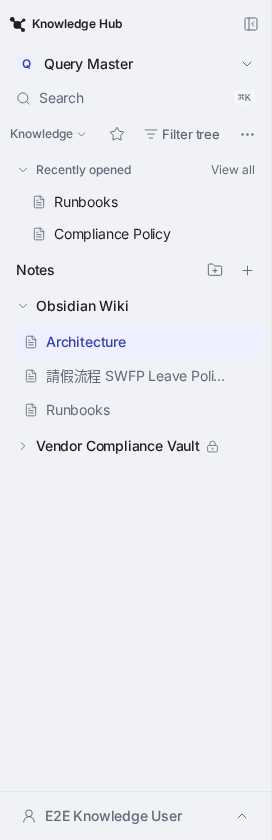 Knowledge Hub
Q Query Master
Search ⌘K
Knowledge Filter tree
Recently opened View all
Runbooks
Compliance Policy
Notes
Obsidian Wiki
Architecture
請假流程 SWFP Leave Poli...
Runbooks
Vendor Compliance Vault
E2E Knowledge User